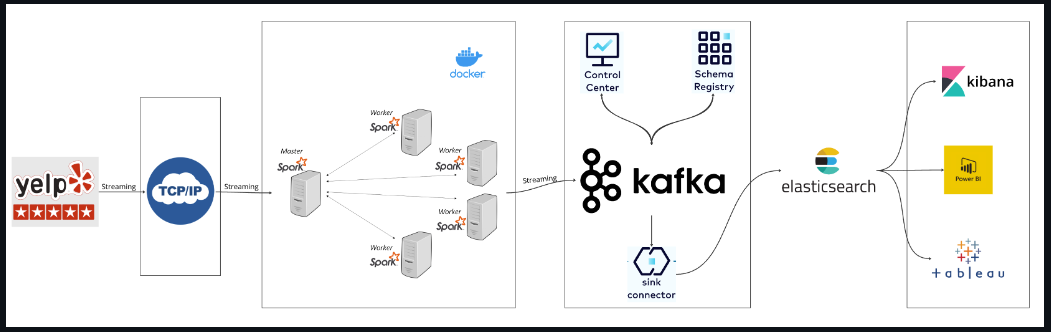 yelp
Streaming
TCP/IP
Streaming
docker
Master
Spark
Worker
Spark
Worker
Spark
Worker
Spark
Worker
Spark
Streaming
Control
Center
Schema
Registry
kafka
sink
connector
elasticsearch
kibana
Power BI
+ableau